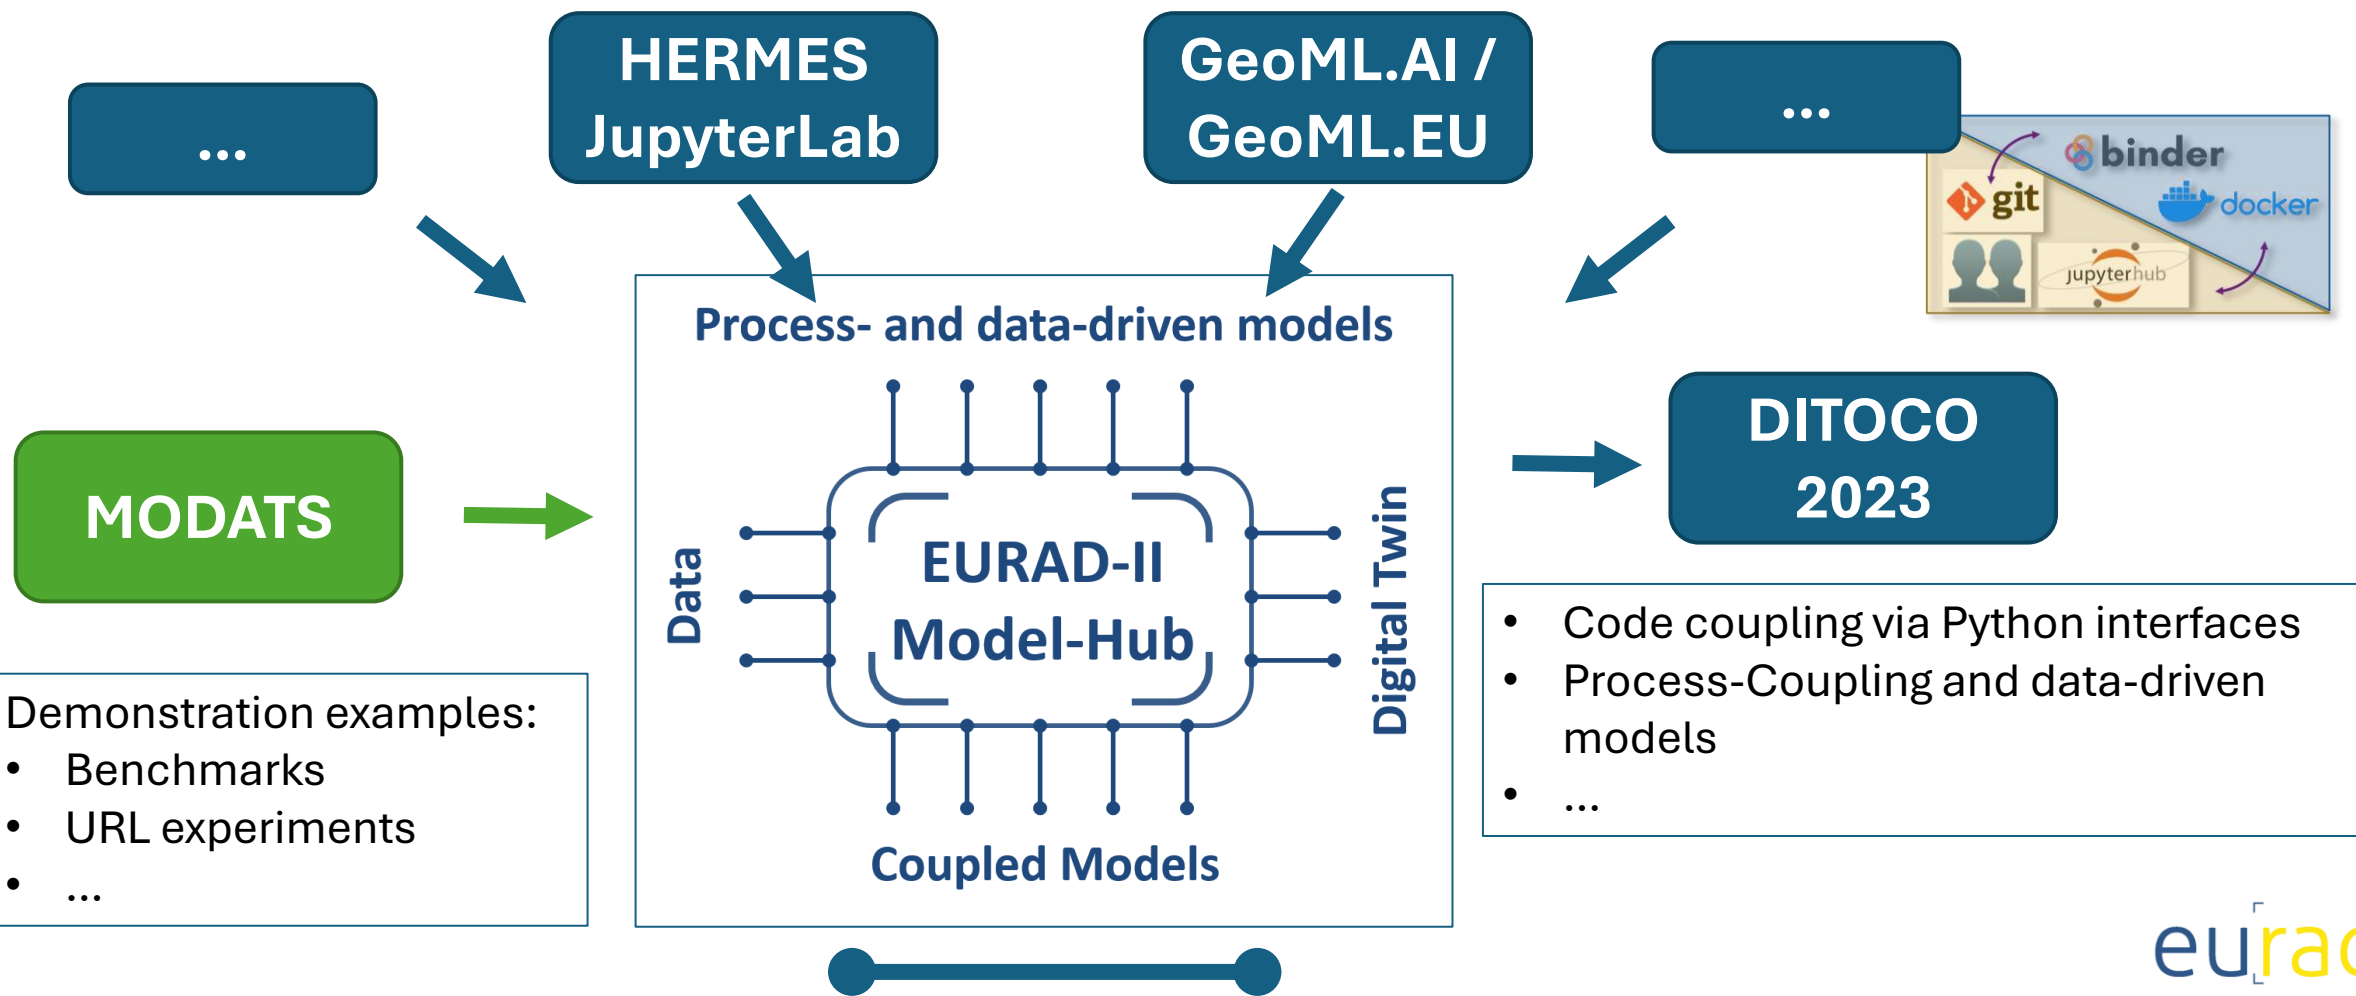 ...
HERMES
JupyterLab
GeoML.AI /
GeoML.EU
...
binder
git
docker
jupyterhub
Process- and data-driven models
MODATS
Data
EURAD-II
Model-Hub
Digital Twin
Coupled Models
DITOCO
2023
Demonstration examples:
• Benchmarks
• URL experiments
• ...
• Code coupling via Python interfaces
• Process-Coupling and data-driven
models
• ...
eurad